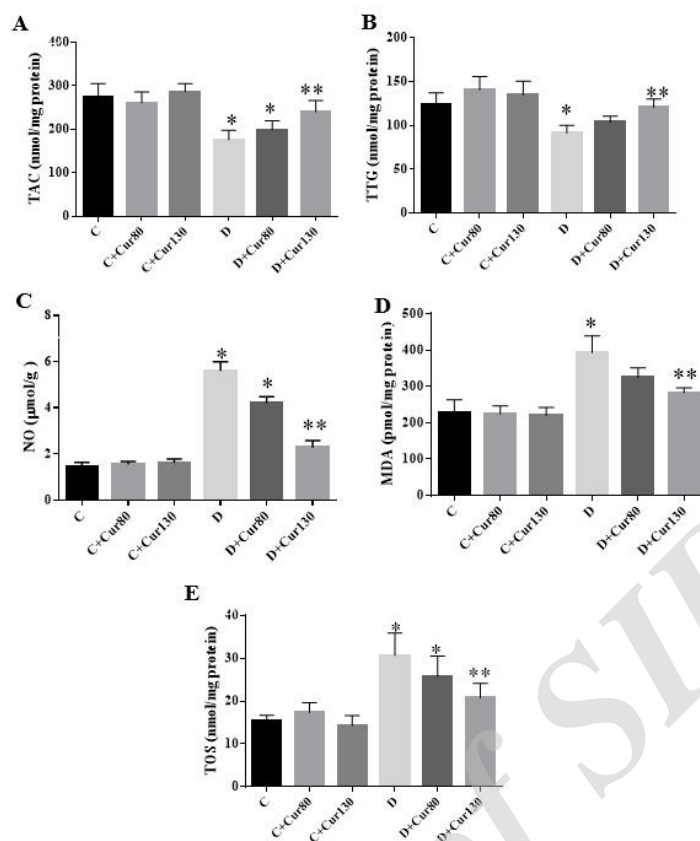 A
TAC (nmol/mg protein)
400
300
200
100
0
*
*
**
C
C+Cur80
C+Cur130
D
D+Cur80
D+Cur130
B
TTG (nmol/mg protein)
200
150
100
50
0
*
**
C
C+Cur80
C+Cur130
D
D+Cur80
D+Cur130
C
NO (μmol/g)
8
6
4
2
0
*
*
**
C
C+Cur80
C+Cur130
D
D+Cur80
D+Cur130
D
MDA (pmol/mg protein)
500
400
300
200
100
0
*
**
C
C+Cur80
C+Cur130
D
D+Cur80
D+Cur130
E
TOS (nmol/mg protein)
40
30
20
10
0
*
*
**
C
C+Cur80
C+Cur130
D
D+Cur80
D+Cur130
of SID